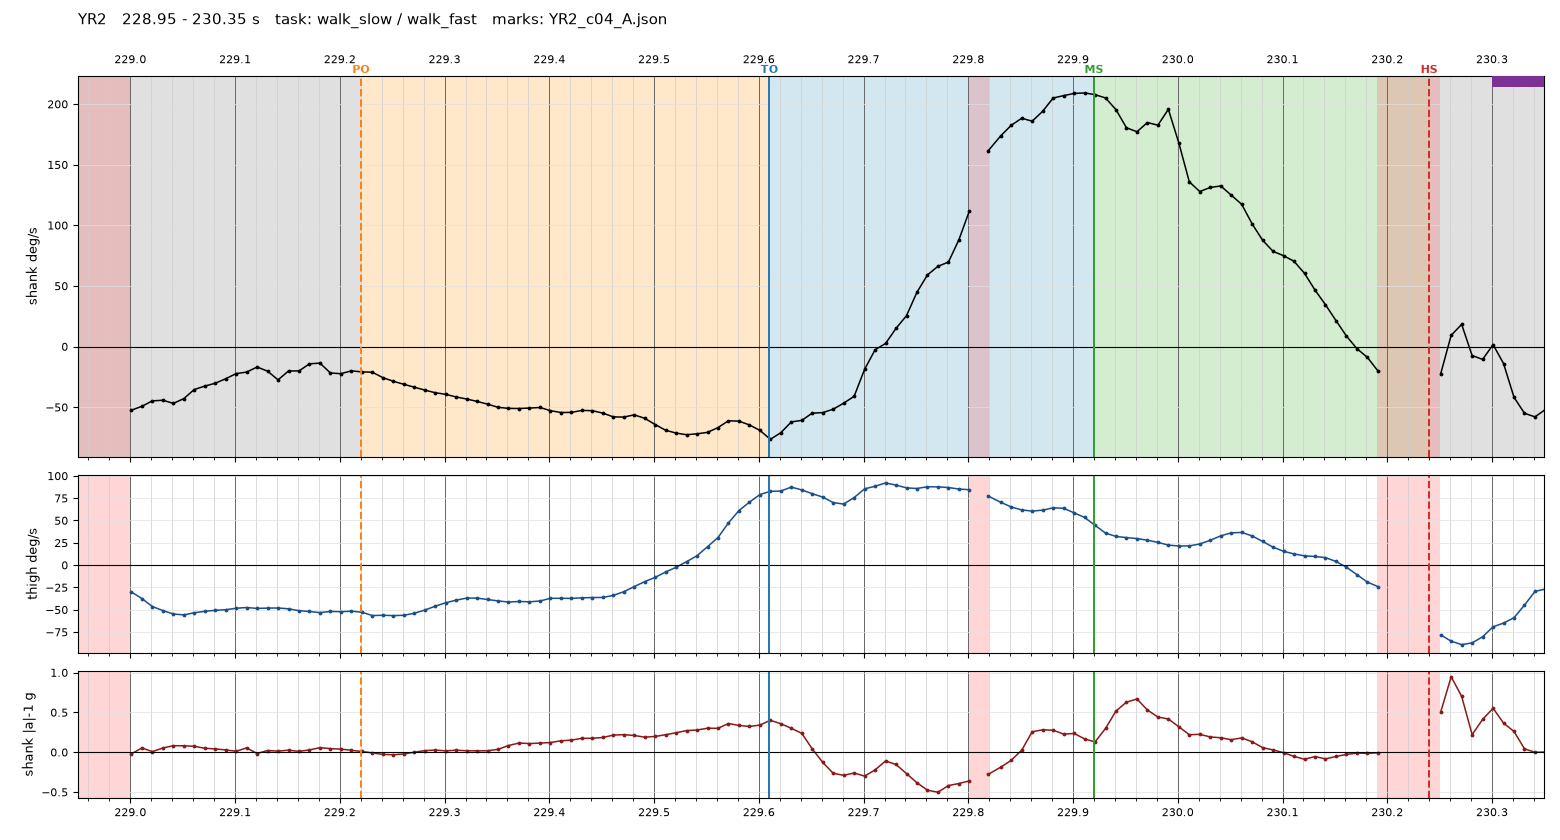 YR2 228.95 - 230.35 s task: walk_slow / walk_fast marks: YR2_c04_A.json
229.0 229.1 229.2 229.3 229.4 229.5 229.6 229.7 229.8 229.9 230.0 230.1 230.2 230.3
PO TO MS HS
shank deg/s
200
150
100
50
0
−50
thigh deg/s
100
75
50
25
0
−25
−50
−75
shank |a|-1 g
1.0
0.5
0.0
−0.5
229.0 229.1 229.2 229.3 229.4 229.5 229.6 229.7 229.8 229.9 230.0 230.1 230.2 230.3